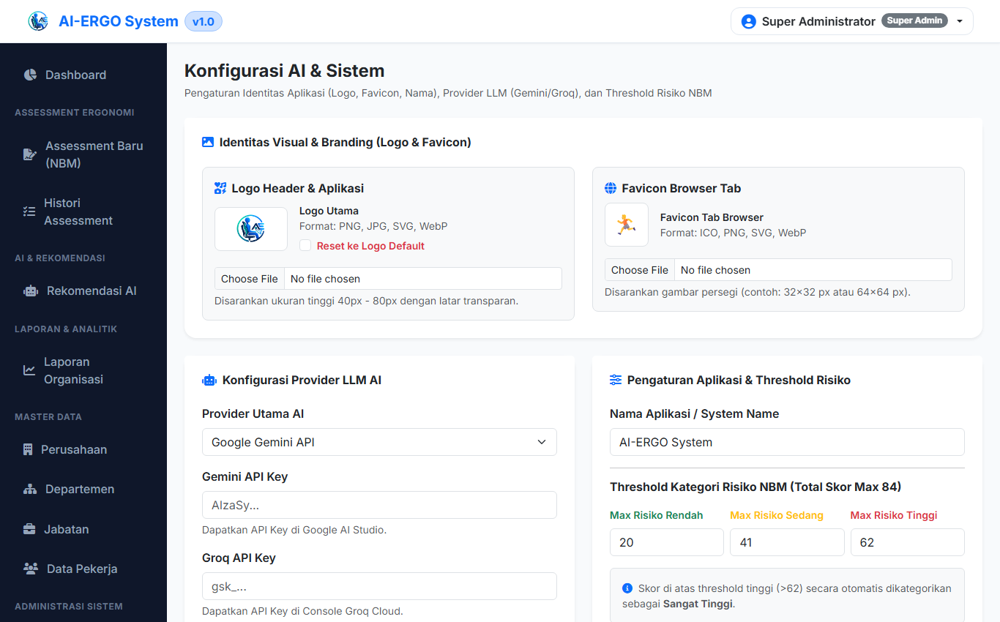 AI-ERGO System v1.0
Super Administrator Super Admin
Dashboard
ASSESSMENT ERGONOMI
Assessment Baru
(NBM)
Histori
Assessment
AI & REKOMENDASI
Rekomendasi AI
LAPORAN & ANALITIK
Laporan
Organisasi
MASTER DATA
Perusahaan
Departemen
Jabatan
Data Pekerja
ADMINISTRASI SISTEM
Konfigurasi AI & Sistem
Pengaturan Identitas Aplikasi (Logo, Favicon, Nama), Provider LLM (Gemini/Groq), dan Threshold Risiko NBM
Identitas Visual & Branding (Logo & Favicon)
Logo Header & Aplikasi
Logo Utama
Format: PNG, JPG, SVG, WebP
Reset ke Logo Default
Choose File No file chosen
Disarankan ukuran tinggi 40px - 80px dengan latar transparan.
Favicon Browser Tab
Favicon Tab Browser
Format: ICO, PNG, SVG, WebP
Choose File No file chosen
Disarankan gambar persegi (contoh: 32×32 px atau 64×64 px).
Konfigurasi Provider LLM AI
Provider Utama AI
Google Gemini API
Gemini API Key
AIzaSy...
Dapatkan API Key di Google AI Studio.
Groq API Key
gsk_...
Dapatkan API Key di Console Groq Cloud.
Pengaturan Aplikasi & Threshold Risiko
Nama Aplikasi / System Name
AI-ERGO System
Threshold Kategori Risiko NBM (Total Skor Max 84)
Max Risiko Rendah Max Risiko Sedang Max Risiko Tinggi
20 41 62
Skor di atas threshold tinggi (>62) secara otomatis dikategorikan
sebagai Sangat Tinggi.